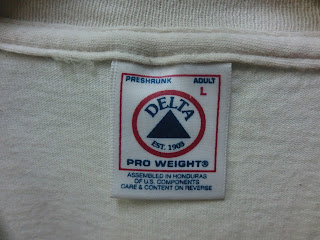 PRESHRUNK ADULT
L
DELTA
EST. 1903
PRO WEIGHT®
ASSEMBLED IN HONDURAS
OF U.S. COMPONENTS
CARE & CONTENT ON REVERSE